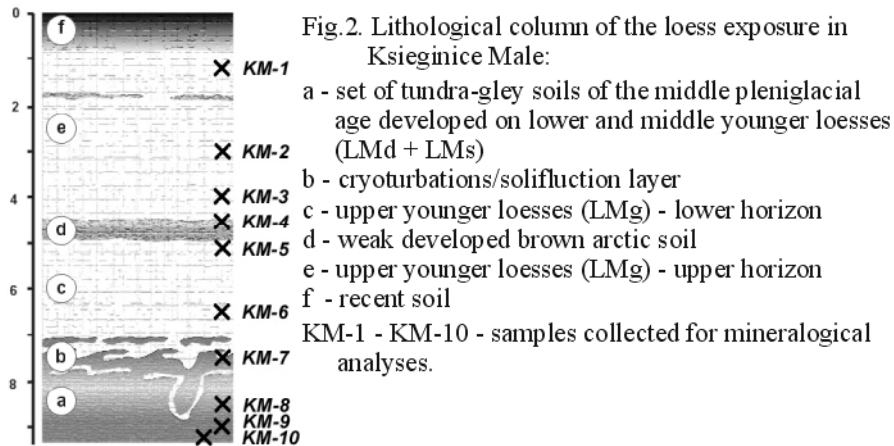 0
2
4
6
8
f
e
d
c
b
a
KM-1
KM-2
KM-3
KM-4
KM-5
KM-6
KM-7
KM-8
KM-9
KM-10
Fig.2. Lithological column of the loess exposure in
Ksieginice Male:
a - set of tundra-gley soils of the middle pleniglacial
age developed on lower and middle younger loesses
(LMd + LMs)
b - cryoturbations/solifluction layer
c - upper younger loesses (LMg) - lower horizon
d - weak developed brown arctic soil
e - upper younger loesses (LMg) - upper horizon
f - recent soil
KM-1 - KM-10 - samples collected for mineralogical
analyses.